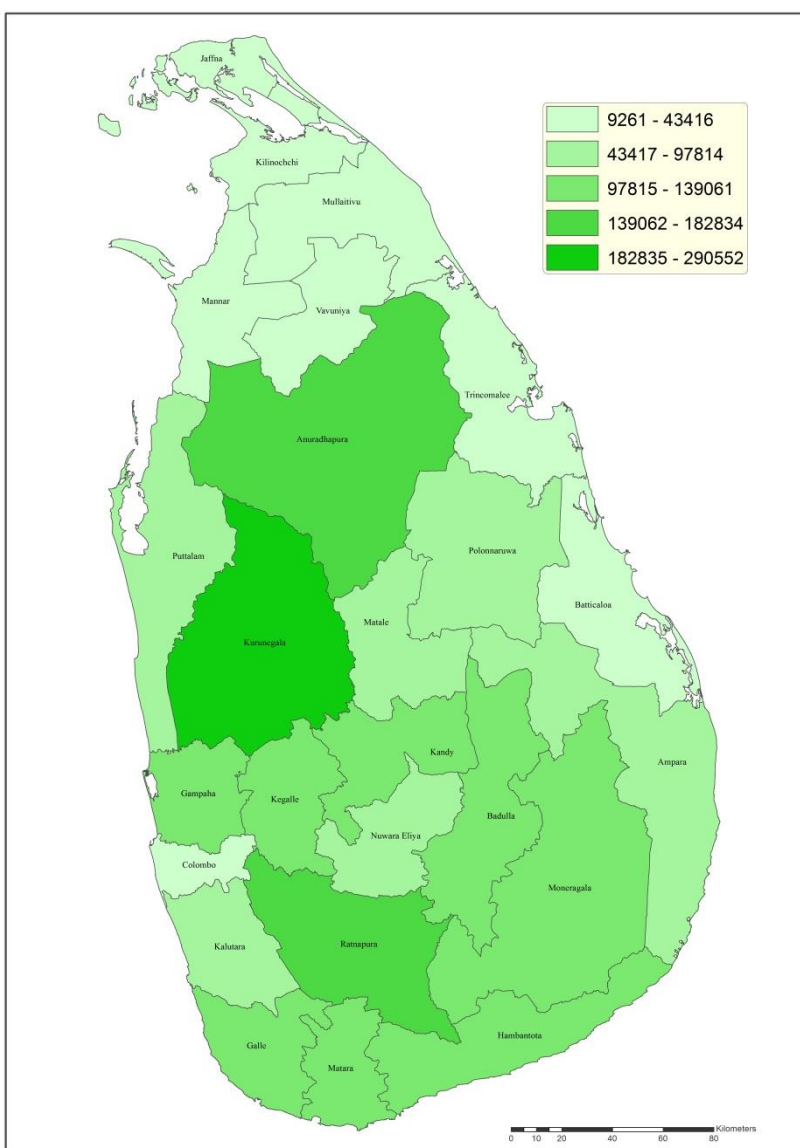 Jaffna
9261 - 43416
43417 - 97814
97815 - 139061
139062 - 182834
182835 - 290552
Kilinochchi
Mullaitivu
Mannar
Vavuniya
Trincomalee
Anuradhapura
Puttalam
Polonnaruwa
Batticaloa
Matale
Kurunegala
Kandy
Ampara
Gampaha
Kegalle
Badulla
Nuwara Eliya
Colombo
Moneragala
Kalutara
Ratnapura
Hambantota
Galle
Matara
Kilometers
0 10 20 40 60 80